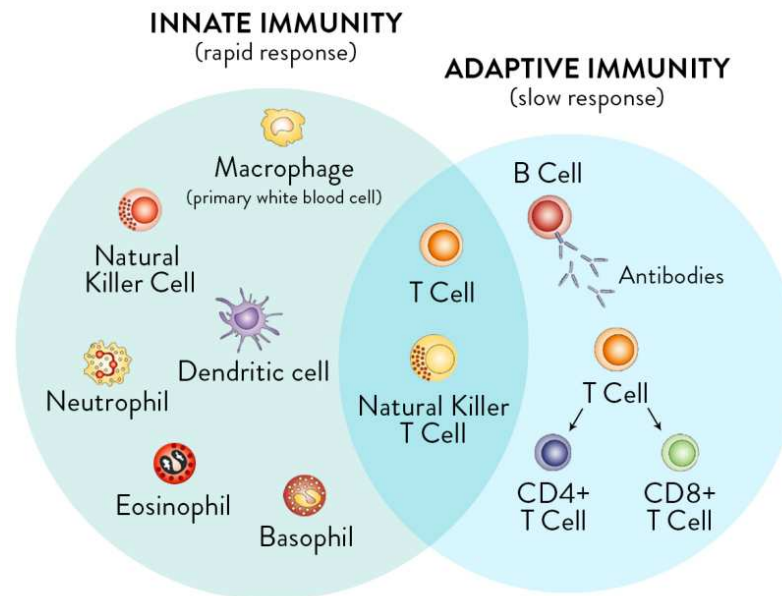 INNATE IMMUNITY
(rapid response)
ADAPTIVE IMMUNITY
(slow response)
Macrophage
(primary white blood cell)
Natural
Killer Cell
Dendritic cell
Neutrophil
Eosinophil
Basophil
T Cell
Natural Killer
T Cell
B Cell
Antibodies
T Cell
CD4+
T Cell
CD8+
T Cell